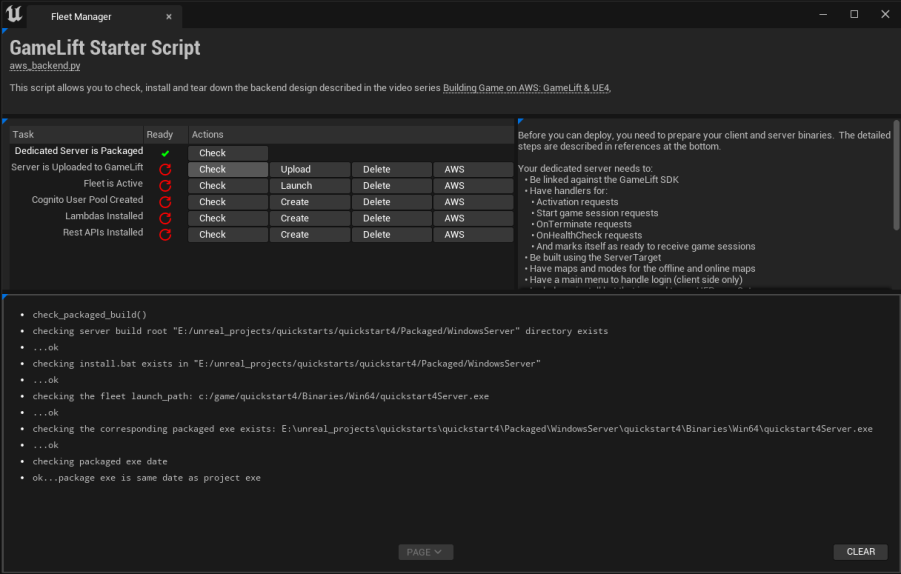 Fleet Manager
GameLift Starter Script
aws_backend.py
This script allows you to check, install and tear down the backend design described in the video series Building Game on AWS: GameLift & UE4,
Task Ready Actions
Dedicated Server is Packaged Check
Server is Uploaded to GameLift Check Upload Delete AWS
Fleet is Active Check Launch Delete AWS
Cognito User Pool Created Check Create Delete AWS
Lambdas Installed Check Create Delete AWS
Rest APIs Installed Check Create Delete AWS
Before you can deploy, you need to prepare your client and server binaries. The detailed
steps are described in references at the bottom.
Your dedicated server needs to:
• Be linked against the GameLift SDK
• Have handlers for:
• Activation requests
• Start game session requests
• OnTerminate requests
• OnHealthCheck requests
• And marks itself as ready to receive game sessions
• Be built using the ServerTarget
• Have maps and modes for the offline and online maps
• Have a main menu to handle login (client side only)
• check_packaged_build()
• checking server build root "E:/unreal_projects/quickstarts/quickstart4/Packaged/WindowsServer" directory exists
• ...ok
• checking install.bat exists in "E:/unreal_projects/quickstarts/quickstart4/Packaged/WindowsServer"
• ...ok
• checking the fleet launch_path: c:/game/quickstart4/Binaries/Win64/quickstart4Server.exe
• ...ok
• checking the corresponding packaged exe exists: E:\unreal_projects\quickstarts\quickstart4\Packaged\WindowsServer\quickstart4\Binaries\Win64\quickstart4Server.exe
• ...ok
• checking packaged exe date
• ok...package exe is same date as project exe
PAGE
CLEAR